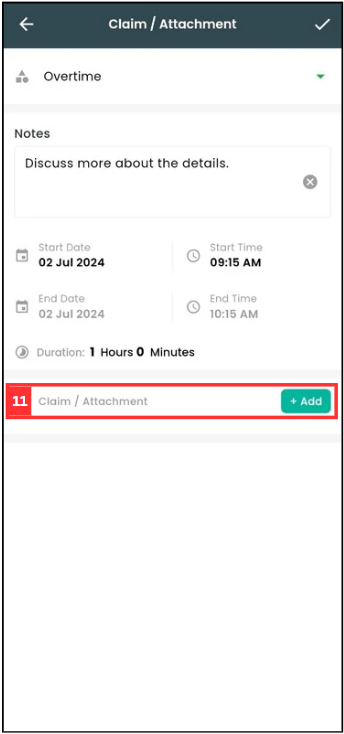 Claim / Attachment
Overtime
Notes
Discuss more about the details.
Start Date
02 Jul 2024
Start Time
09:15 AM
End Date
02 Jul 2024
End Time
10:15 AM
Duration: 1 Hours 0 Minutes
11 Claim / Attachment + Add